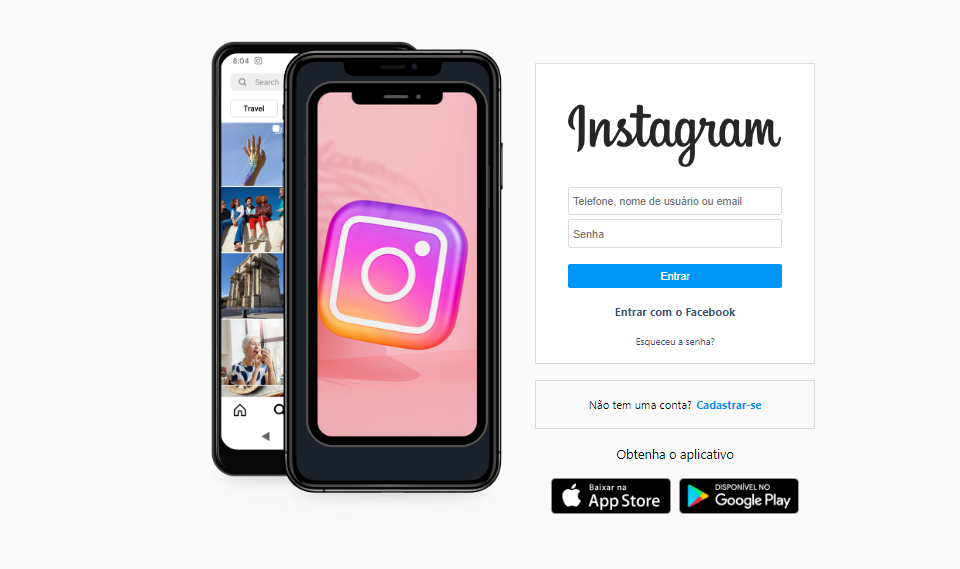 8:04
Search
Travel
Instagram
Telefone, nome de usuário ou email
Senha
Entrar
Entrar com o Facebook
Esqueceu a senha?
Não tem uma conta? Cadastrar-se
Obtenha o aplicativo
Baixar na
App Store
DISPONÍVEL NO
Google Play